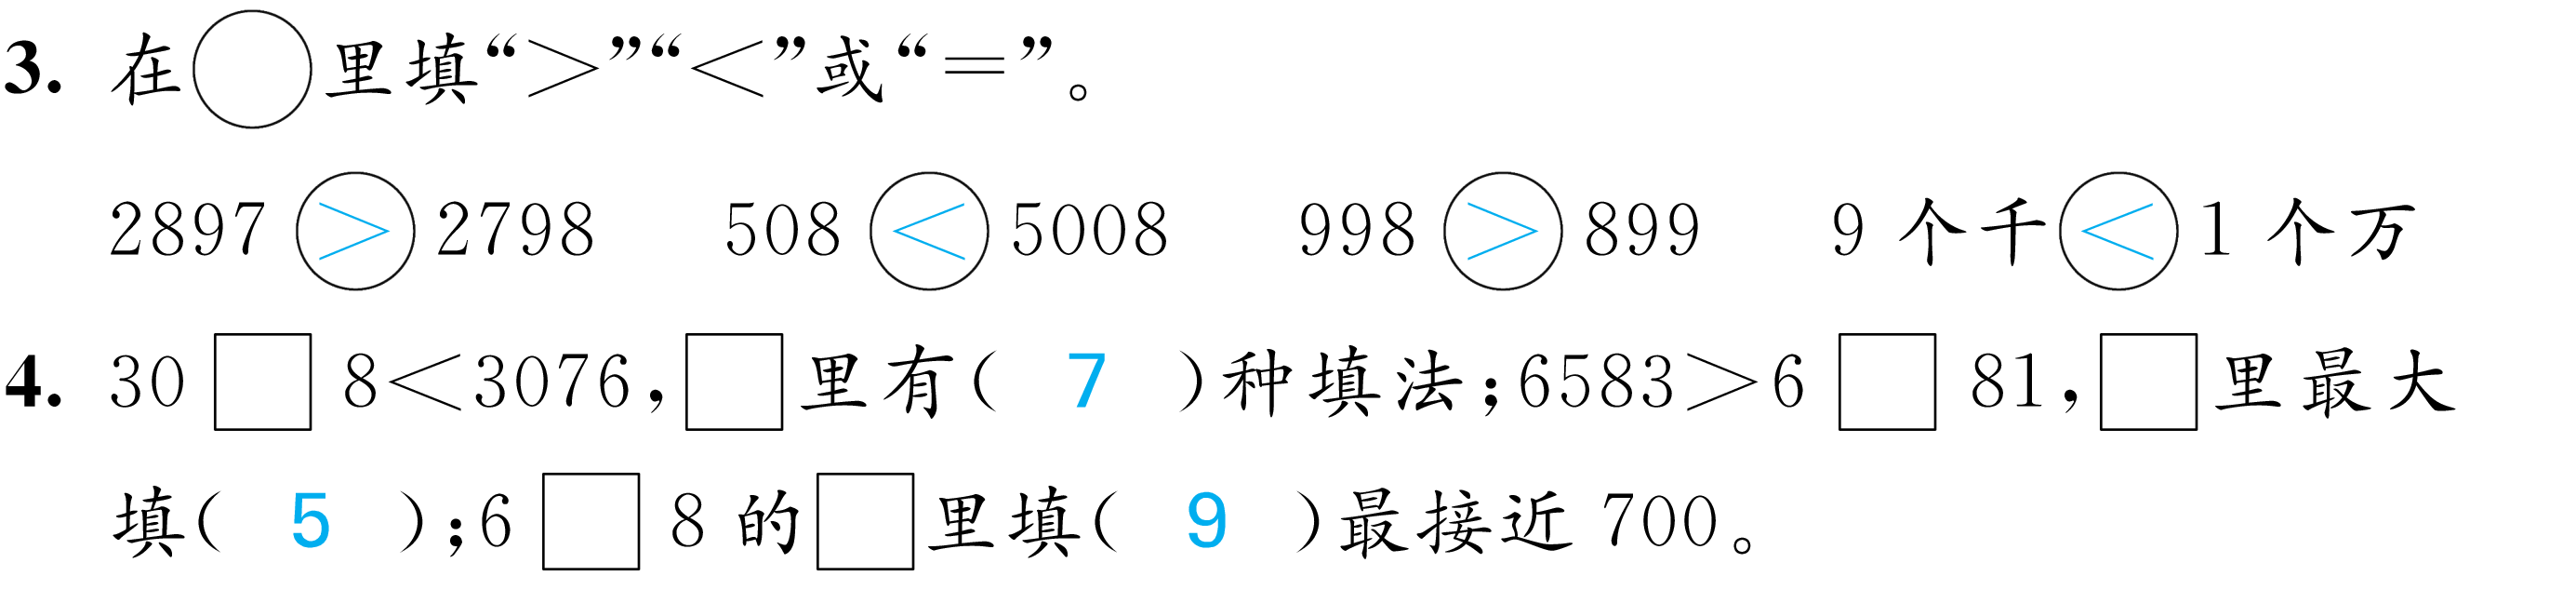 3. 在○里填“>”“<”或“=”。
2897 > 2798 508 < 5008 998 > 899 9 个千 < 1 个万
4. 30 □ 8<3076,□里有( 7 )种填法;6583>6 □ 81,□里最大
填( 5 );6 □ 8 的□里填( 9 )最接近 700。